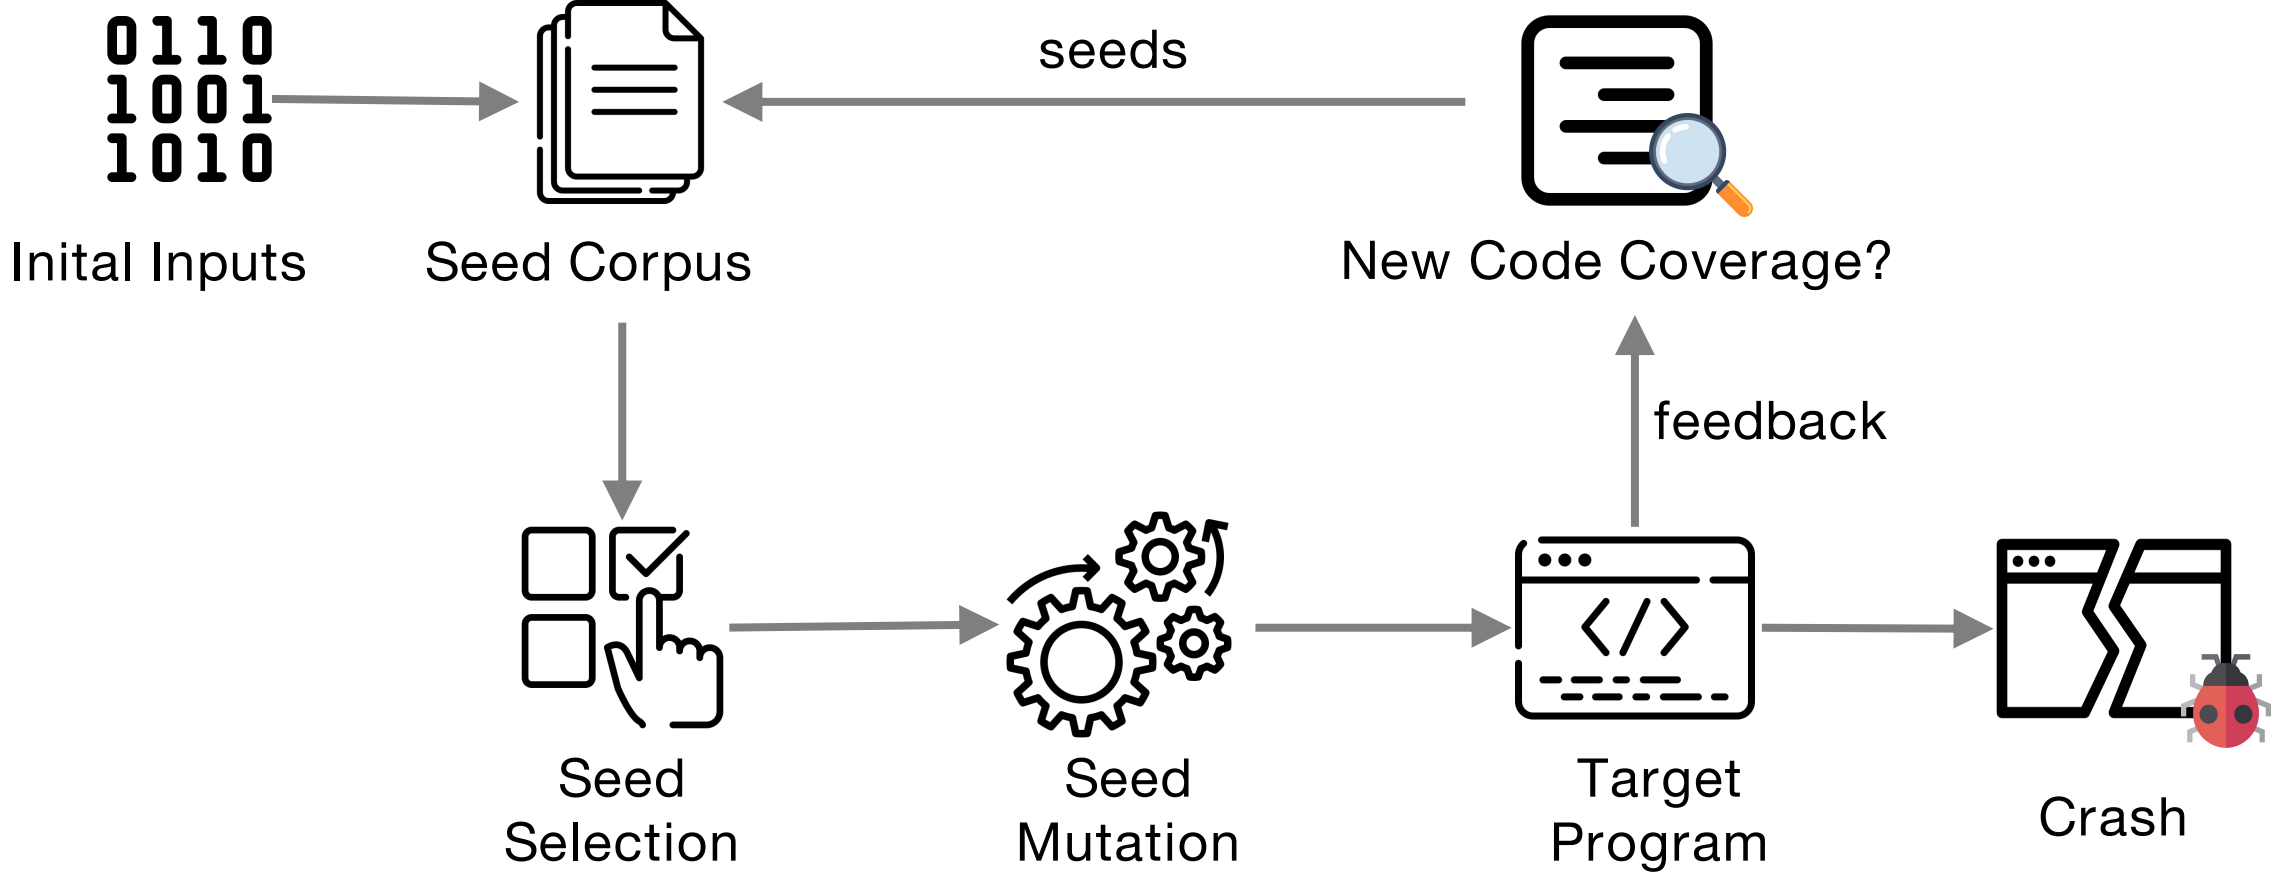 0110
1001
1010
seeds
Inital Inputs
Seed Corpus
New Code Coverage?
feedback
</>
Seed
Selection
Seed
Mutation
Target
Program
Crash